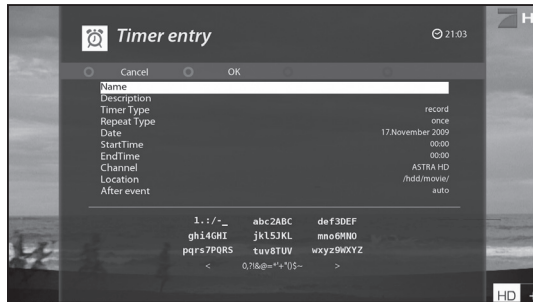 Timer entry
21:03
Cancel OK
Name
Description
Timer Type record
Repeat Type once
Date 17.November 2009
StartTime 00:00
EndTime 00:00
Channel ASTRA HD
Location /hdd/movie/
After event auto
1.:/-_ abc2ABC def3DEF
ghi4GHI jkl5JKL mno6MNO
pqrs7PQRS tuv8TUV wxyz9WXYZ
< 0,?!&@=*'+"()$~ >
HD